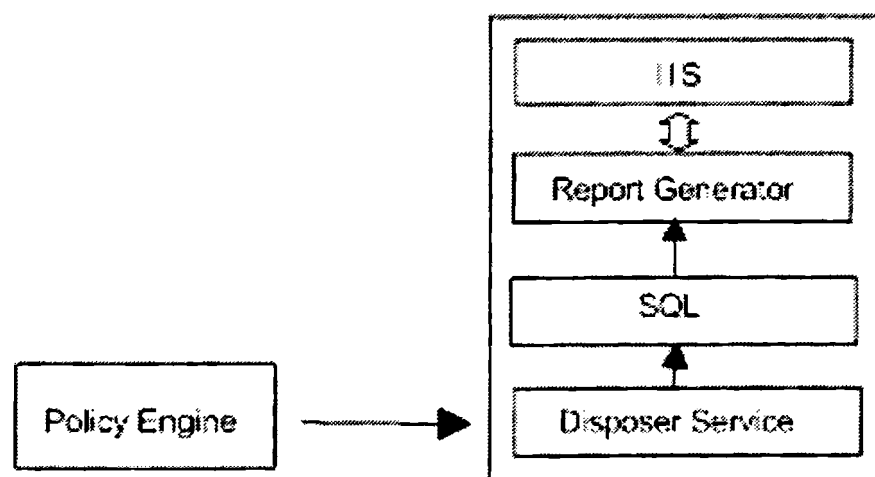 IIS
Report Generator
SQL
Policy Engine
Disposer Service